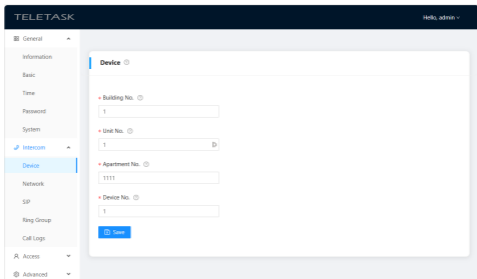 TELETASK
Hello, admin
General
Information
Basic
Time
Password
System
Intercom
Device
Network
SIP
Ring Group
Call Logs
Access
Advanced
Device
* Building No.
1
* Unit No.
1
* Apartment No.
1111
* Device No.
1
Save